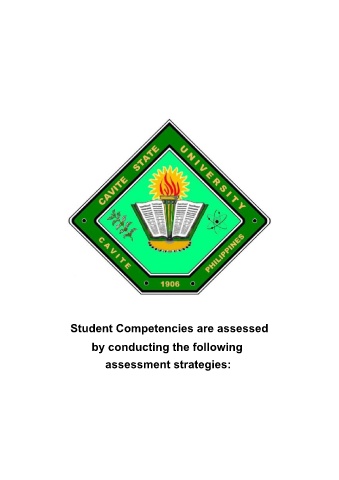 CAVITE STATE UNIVERSITY
CAVITE
1906
PHILIPPINES
Student Competencies are assessed
by conducting the following
assessment strategies: